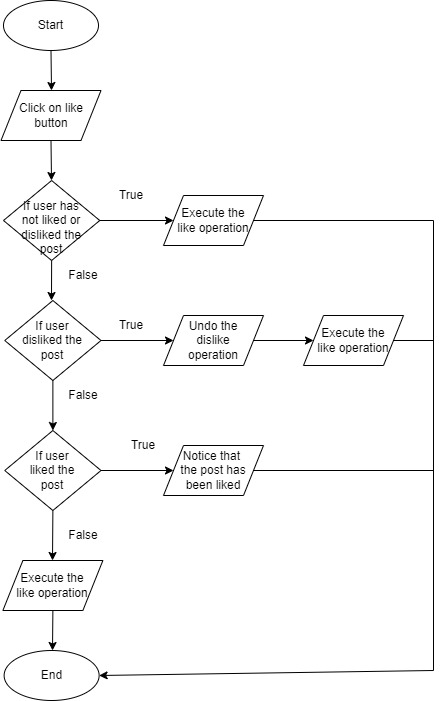 Start
Click on like
button
True
If user has
not liked or
disliked the
post
Execute the
like operation
False
True
If user
disliked the
post
Undo the
dislike
operation
Execute the
like operation
False
True
If user
liked the
post
Notice that
the post has
been liked
False
Execute the
like operation
End